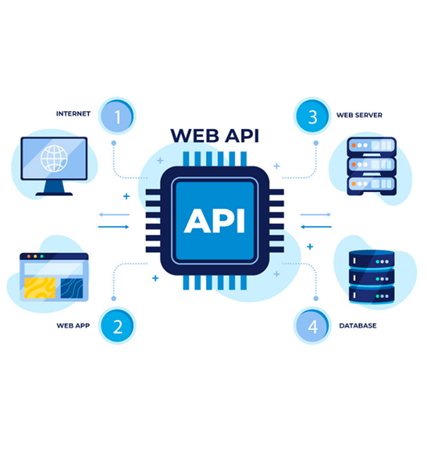 INTERNET
1
3
WEB SERVER
WEB API
API
WEB APP
2
4
DATABASE